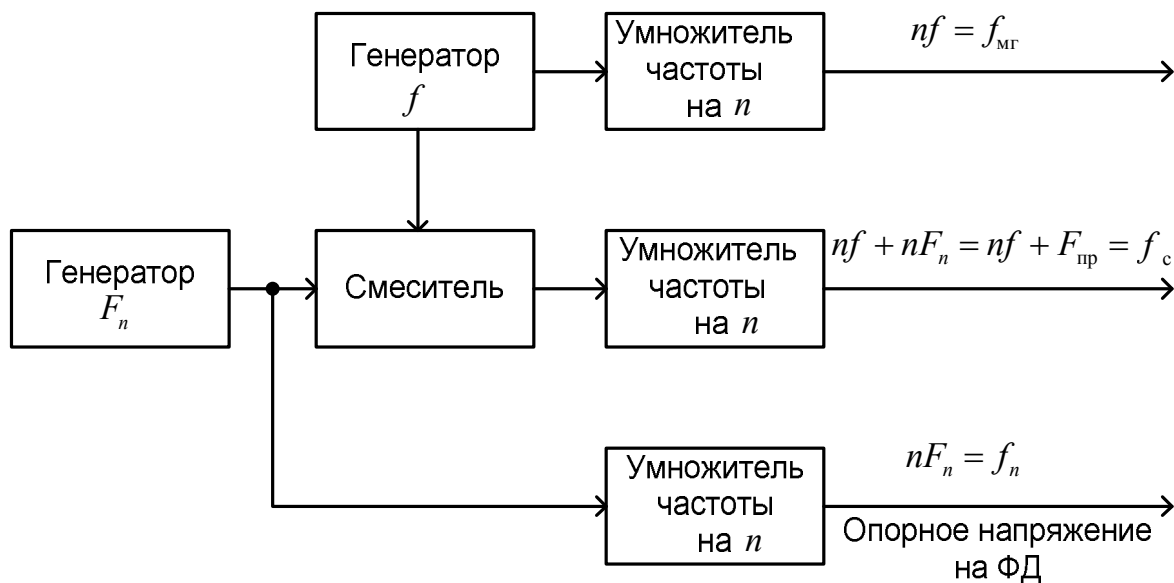 Генератор
f
Умножитель
частоты
на n
nf = f_мг
Генератор
F_n
Смеситель
Умножитель
частоты
на n
nf + nF_n = nf + F_пр = f_с
Умножитель
частоты
на n
nF_n = f_n
Опорное напряжение
на ФД